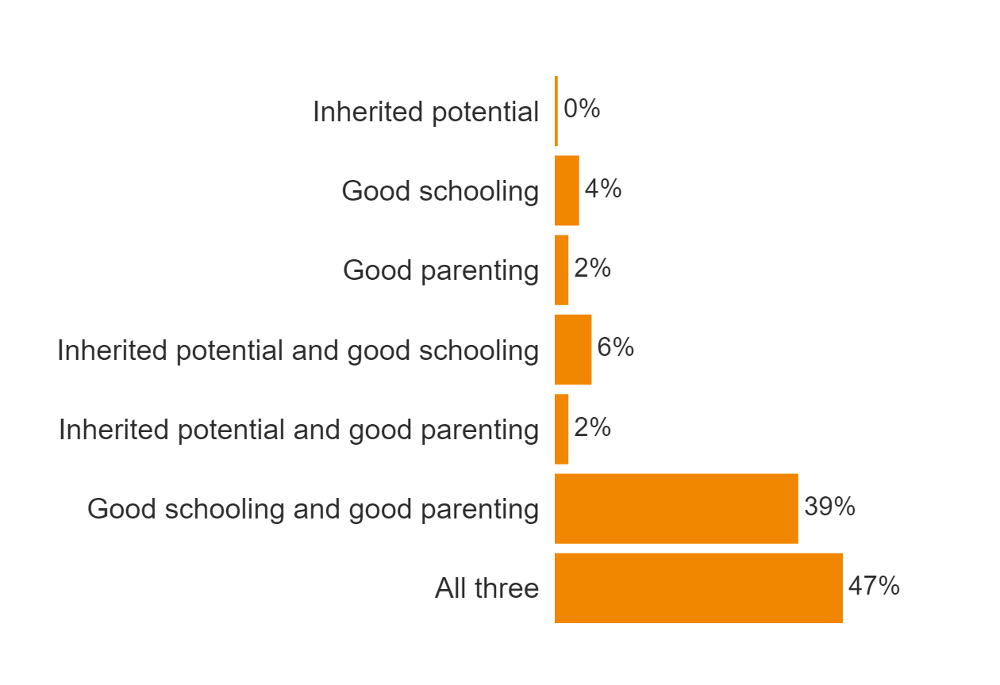 Inherited potential 0%
Good schooling 4%
Good parenting 2%
Inherited potential and good schooling 6%
Inherited potential and good parenting 2%
Good schooling and good parenting 39%
All three 47%